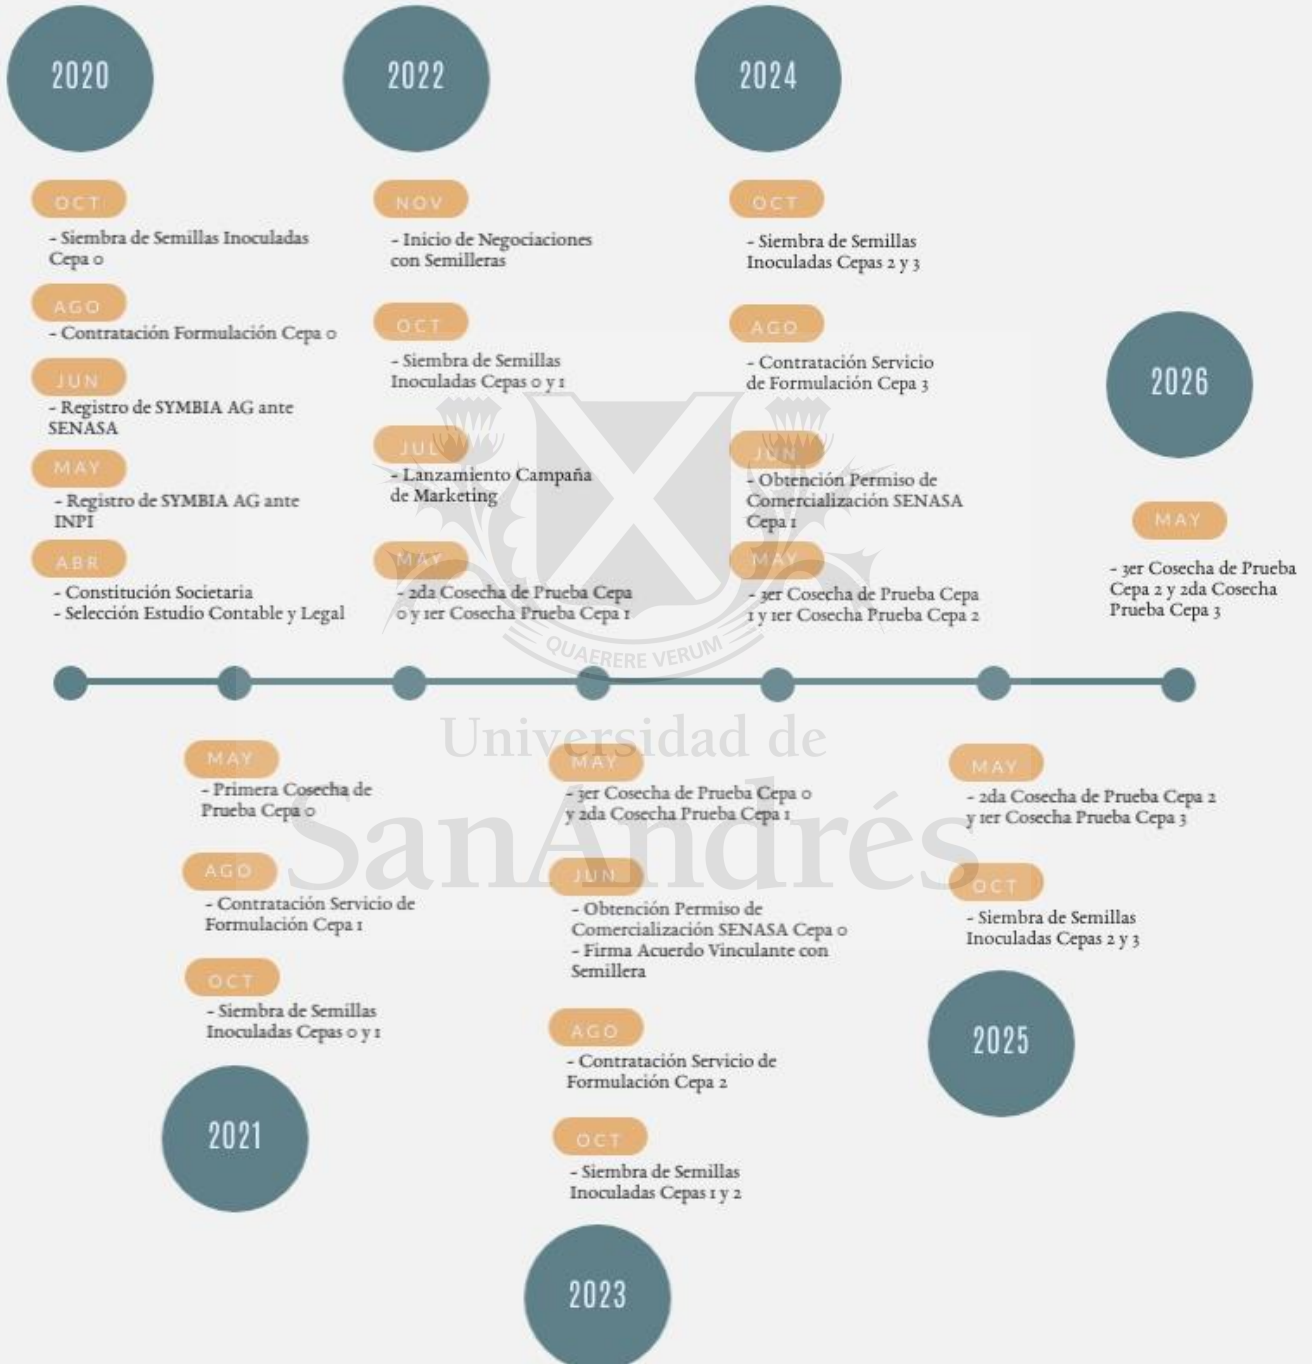 2020
OCT
- Siembra de Semillas Inoculadas
Cepa 0
AGO
- Contratación Formulación Cepa 0
JUN
- Registro de SYMBIA AG ante
SENASA
MAY
- Registro de SYMBIA AG ante
INPI
ABR
- Constitución Societaria
- Selección Estudio Contable y Legal
2022
NOV
- Inicio de Negociaciones
con Semilleras
OCT
- Siembra de Semillas
Inoculadas Cepas 0 y 1
JUL
- Lanzamiento Campaña
de Marketing
MAY
- 2da Cosecha de Prueba Cepa
0 y 1er Cosecha Prueba Cepa 1
2024
OCT
- Siembra de Semillas
Inoculadas Cepas 2 y 3
AGO
- Contratación Servicio
de Formulación Cepa 3
JUN
- Obtención Permiso de
Comercialización SENASA
Cepa 1
MAY
- 3er Cosecha de Prueba Cepa
1 y 1er Cosecha Prueba Cepa 2
2026
MAY
- 3er Cosecha de Prueba
Cepa 2 y 2da Cosecha
Prueba Cepa 3
QUAERERE VERUM
Universidad de
SanAndrés
MAY
- Primera Cosecha de
Prueba Cepa 0
AGO
- Contratación Servicio de
Formulación Cepa 1
OCT
- Siembra de Semillas
Inoculadas Cepas 0 y 1
2021
MAY
- 3er Cosecha de Prueba Cepa 0
y 2da Cosecha Prueba Cepa 1
JUN
- Obtención Permiso de
Comercialización SENASA Cepa 0
- Firma Acuerdo Vinculante con
Semillera
AGO
- Contratación Servicio de
Formulación Cepa 2
OCT
- Siembra de Semillas
Inoculadas Cepas 1 y 2
2023
MAY
- 2da Cosecha de Prueba Cepa 2
y 1er Cosecha Prueba Cepa 3
OCT
- Siembra de Semillas
Inoculadas Cepas 2 y 3
2025